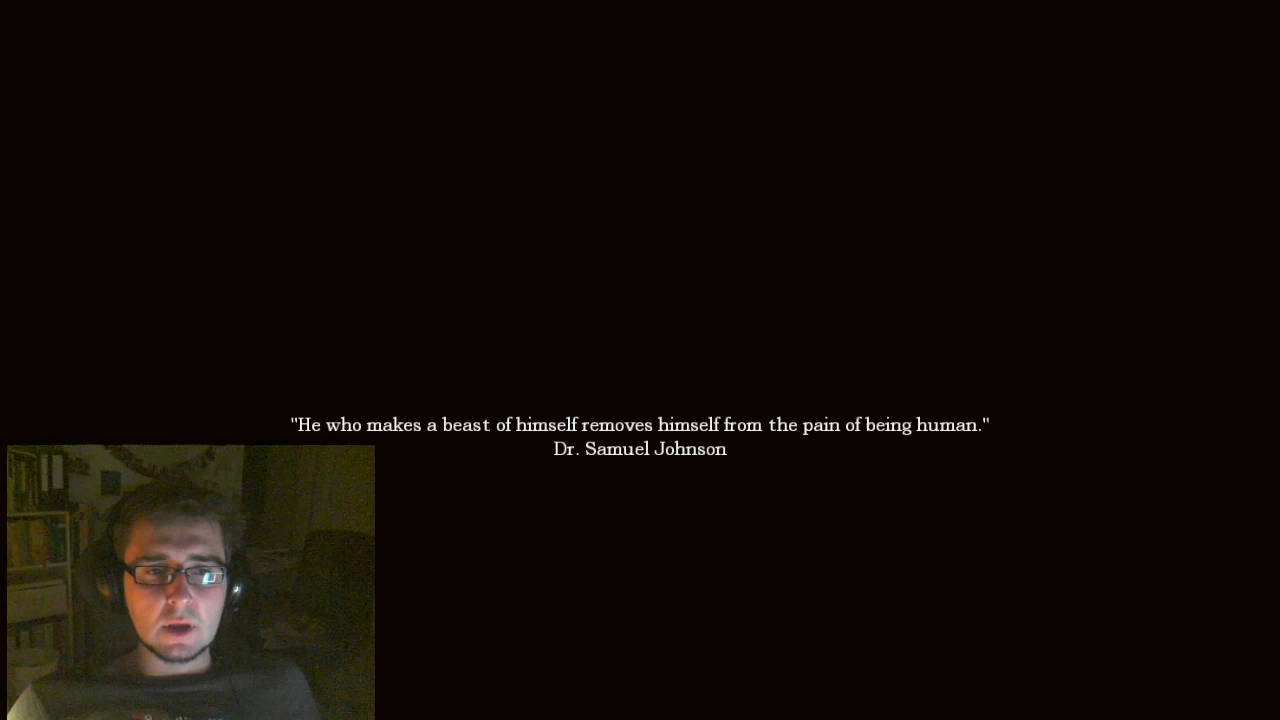 "He who makes a beast of himself removes himself from the pain of being human."
Dr. Samuel Johnson